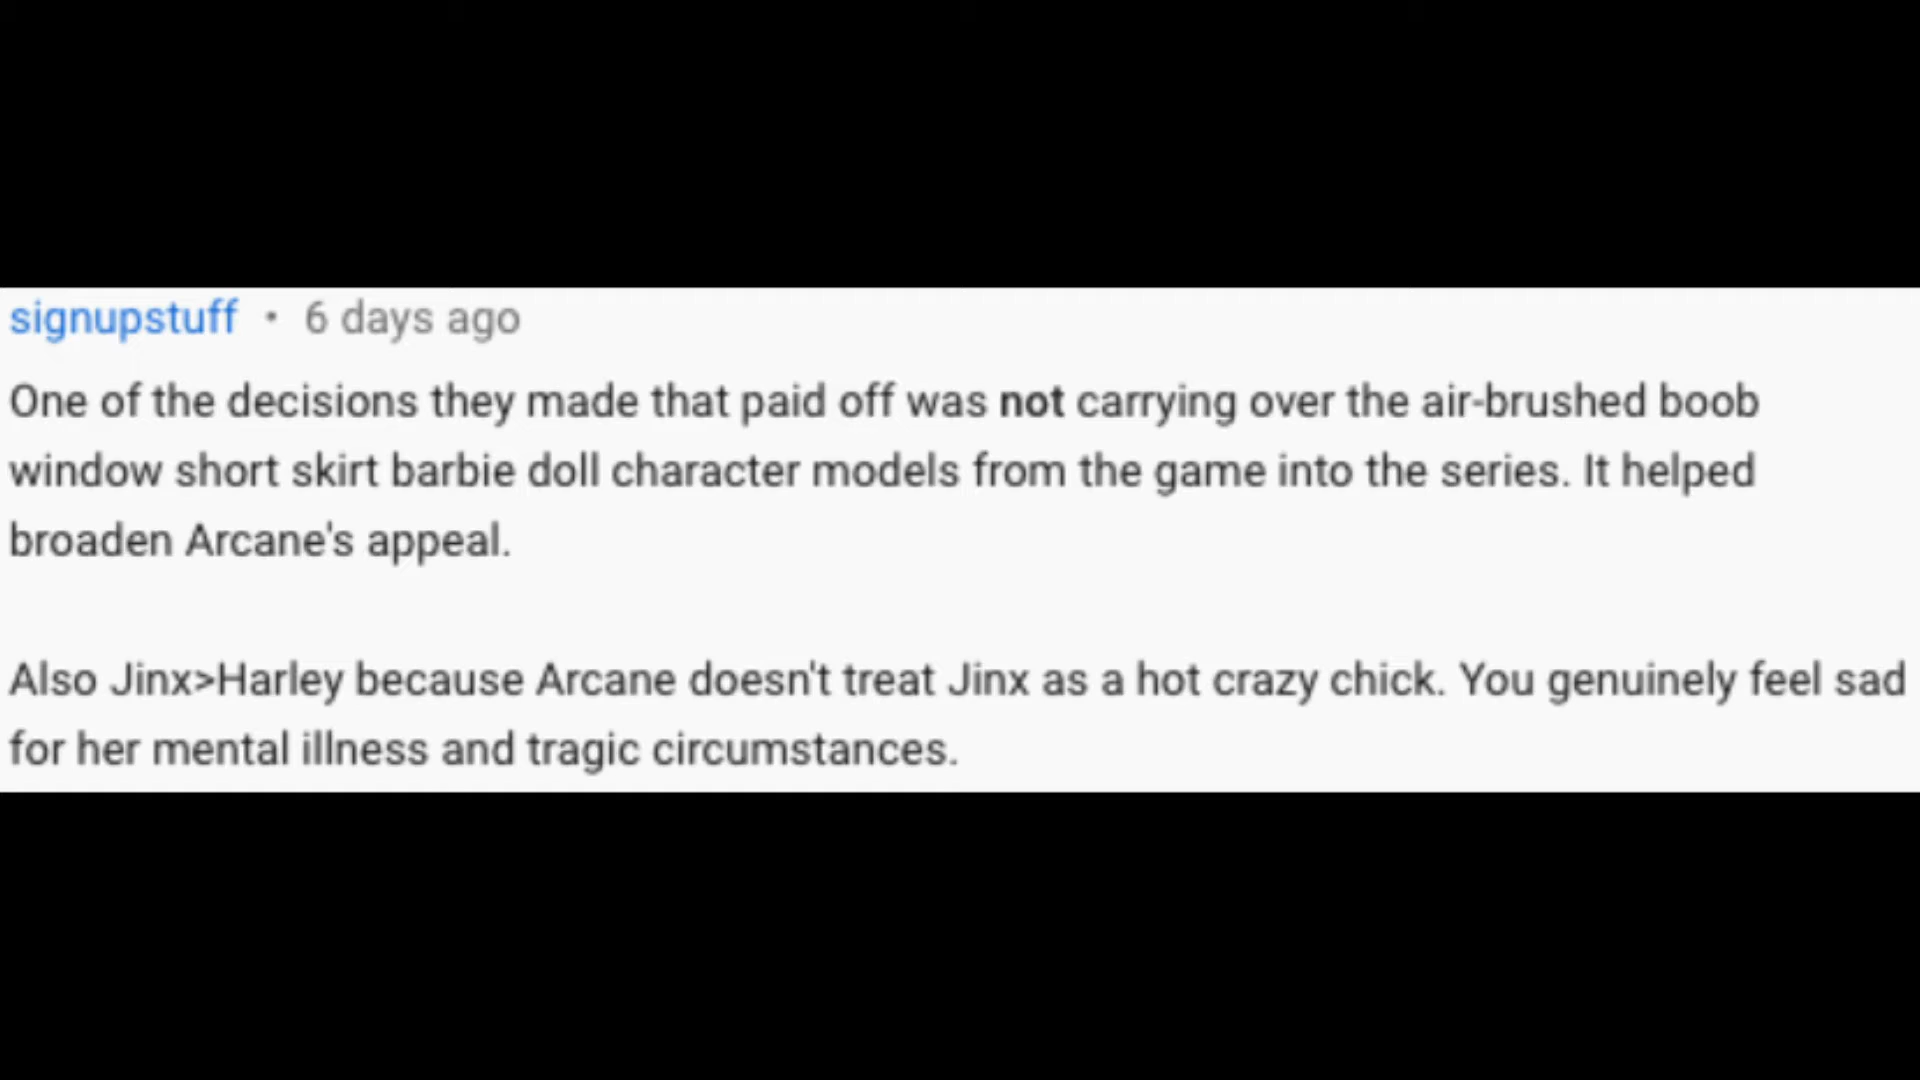 signupstuff • 6 days ago
One of the decisions they made that paid off was not carrying over the air-brushed boob
window short skirt barbie doll character models from the game into the series. It helped
broaden Arcane's appeal.
Also Jinx>Harley because Arcane doesn't treat Jinx as a hot crazy chick. You genuinely feel sad
for her mental illness and tragic circumstances.